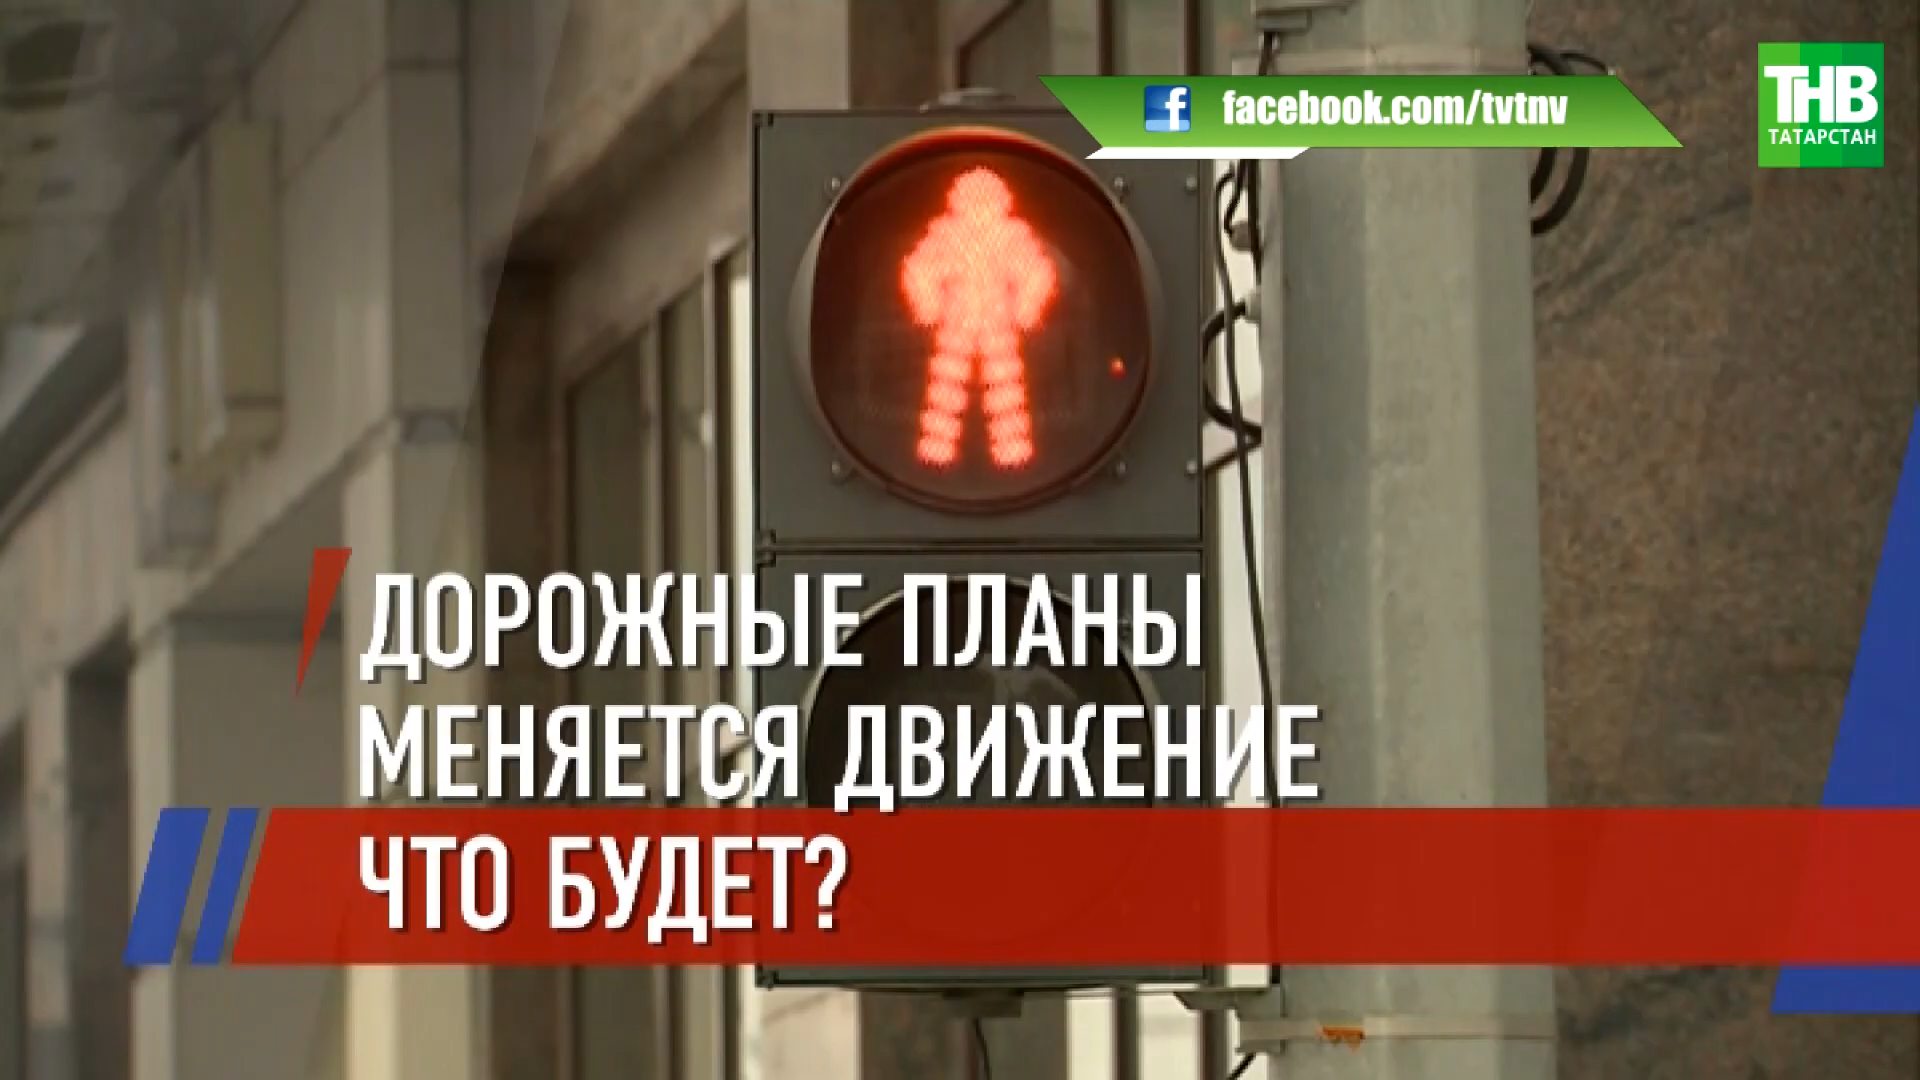 facebook.com/tvtnv
ТНВ
ТАТАРСТАН
ДОРОЖНЫЕ ПЛАНЫ
МЕНЯЕТСЯ ДВИЖЕНИЕ
ЧТО БУДЕТ?